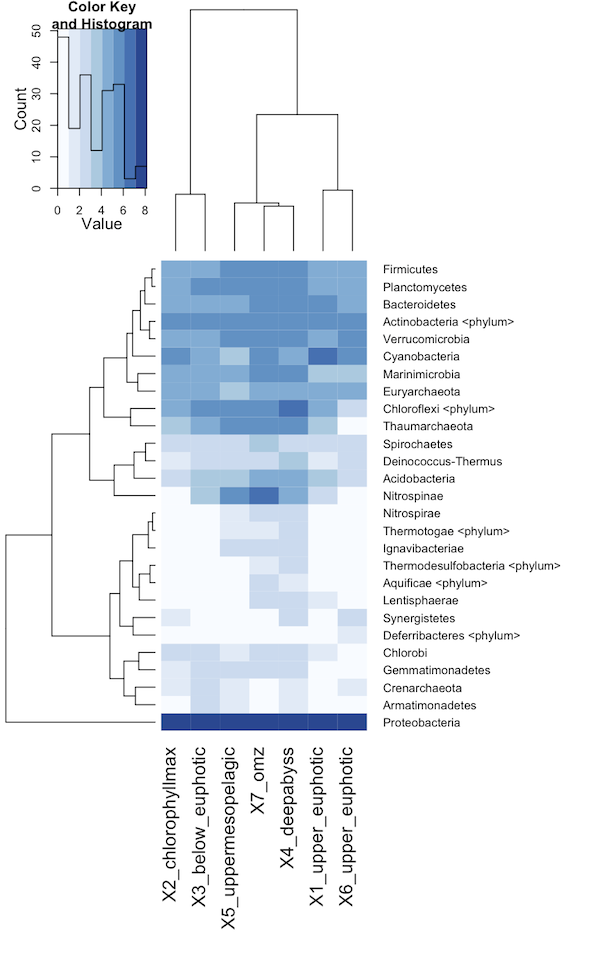 Color Key
and Histogram
Count
50
40
30
20
10
0
0 2 4 6 8
Value
Firmicutes
Planctomycetes
Bacteroidetes
Actinobacteria <phylum>
Verrucomicrobia
Cyanobacteria
Marinimicrobia
Euryarchaeota
Chloroflexi <phylum>
Thaumarchaeota
Spirochaetes
Deinococcus-Thermus
Acidobacteria
Nitrospinae
Nitrospirae
Thermotogae <phylum>
Ignavibacteriae
Thermodesulfobacteria <phylum>
Aquificae <phylum>
Lentisphaerae
Synergistetes
Deferribacteres <phylum>
Chlorobi
Gemmatimonadetes
Crenarchaeota
Armatimonadetes
Proteobacteria
X2_chlorophyllmax
X3_below_euphotic
X5_uppermesopelagic
X7_omz
X4_deepabyss
X1_upper_euphotic
X6_upper_euphotic